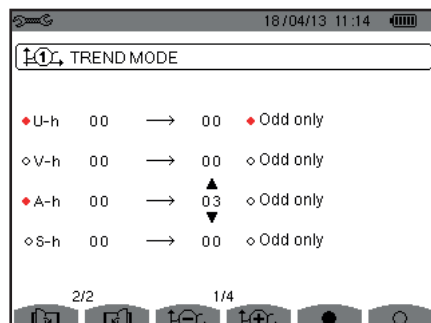 18/04/13 11:14
1 TREND MODE
U-h 00 → 00 Odd only
V-h 00 → 00 Odd only
A-h 00 → 03 Odd only
S-h 00 → 00 Odd only
2/2 1/4